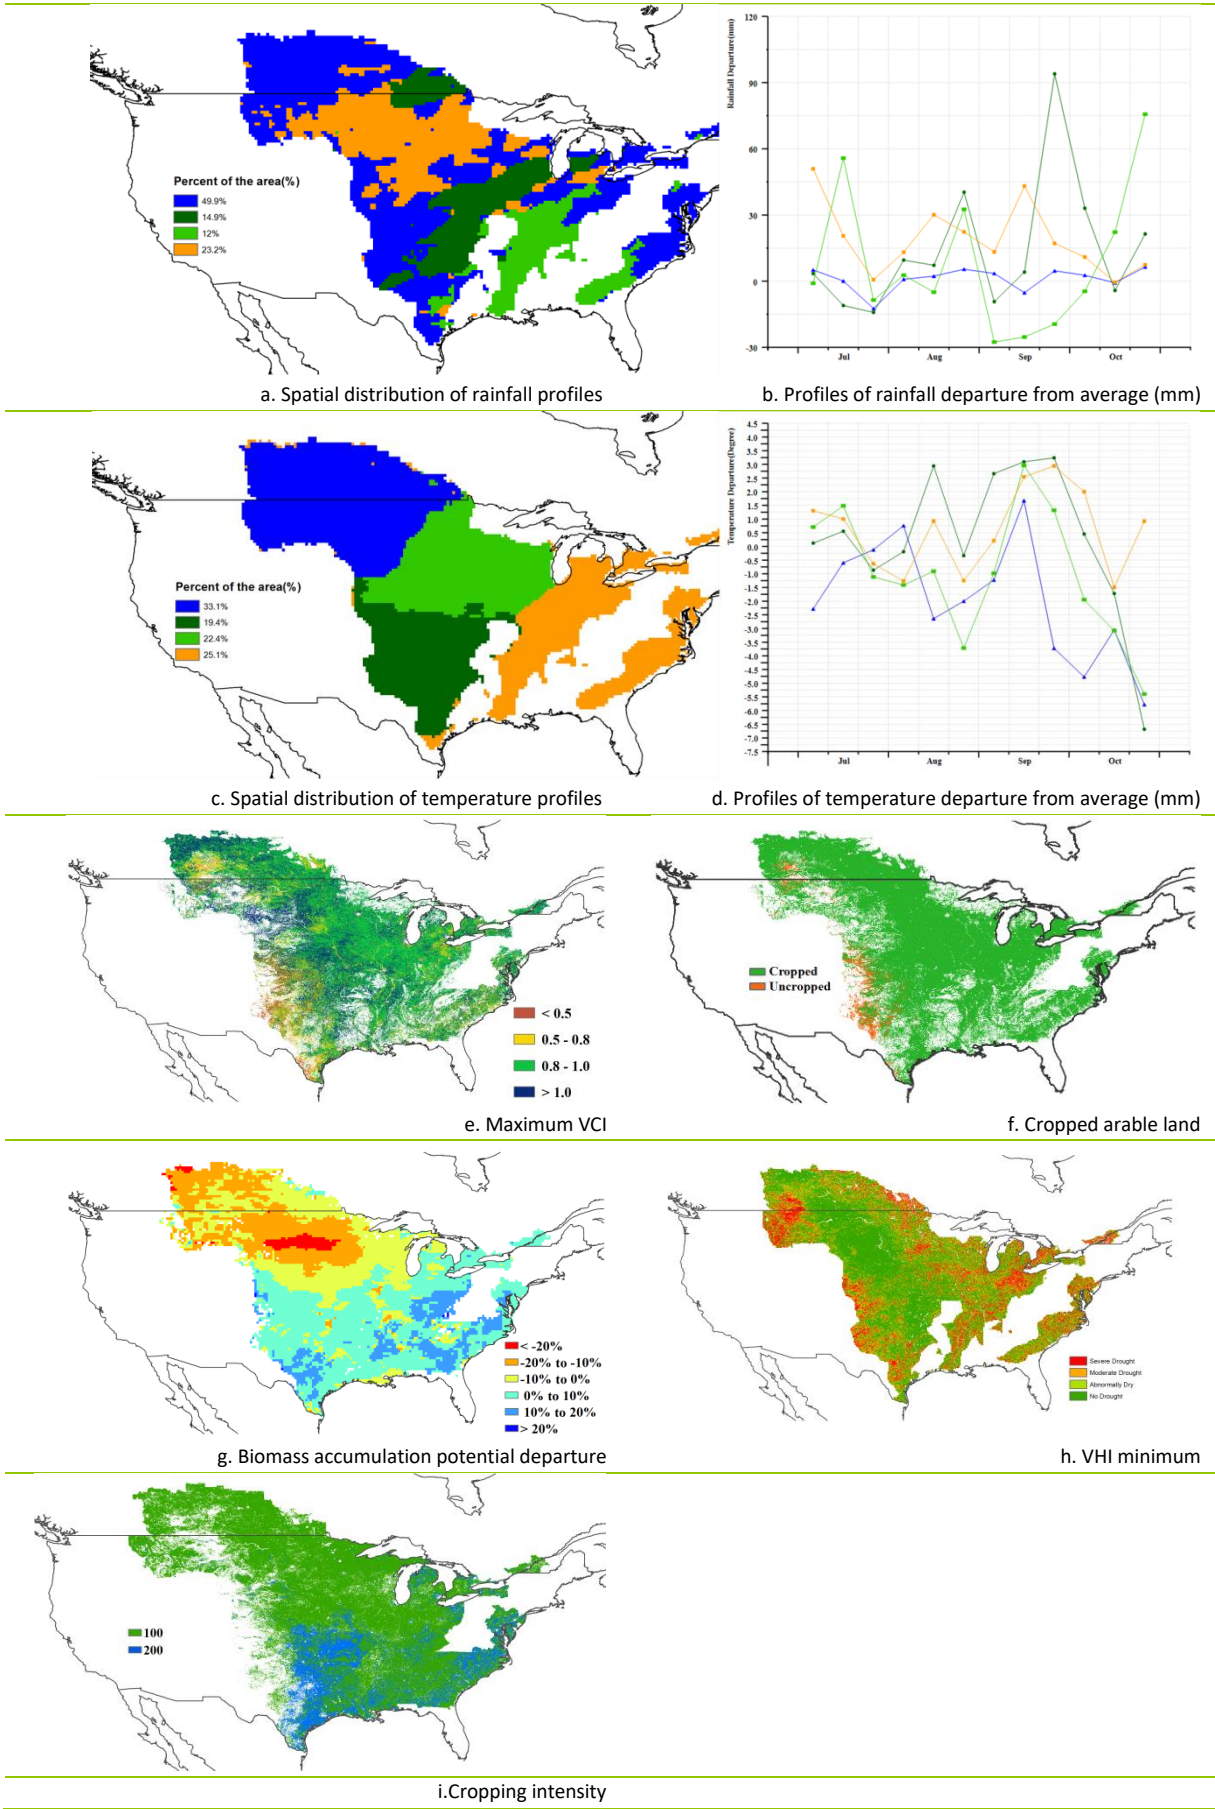 Percent of the area(%)
49.9%
14.9%
12%
23.2%
Rainfall Departure(mm)
120
90
60
30
0
-30
Jul
Aug
Sep
Oct
a. Spatial distribution of rainfall profiles
b. Profiles of rainfall departure from average (mm)
Percent of the area(%)
33.1%
19.4%
22.4%
25.1%
Temperature Departure(Degree)
4.5
4.0
3.5
3.0
2.5
2.0
1.5
1.0
0.5
0.0
-0.5
-1.0
-1.5
-2.0
-2.5
-3.0
-3.5
-4.0
-4.5
-5.0
-5.5
-6.0
-6.5
-7.0
-7.5
Jul
Aug
Sep
Oct
c. Spatial distribution of temperature profiles
d. Profiles of temperature departure from average (mm)
< 0.5
0.5 - 0.8
0.8 - 1.0
> 1.0
Cropped
Uncropped
e. Maximum VCI
f. Cropped arable land
< -20%
-20% to -10%
-10% to 0%
0% to 10%
10% to 20%
> 20%
Severe Drought
Moderate Drought
Abnormally Dry
No Drought
g. Biomass accumulation potential departure
h. VHI minimum
100
200
i.Cropping intensity